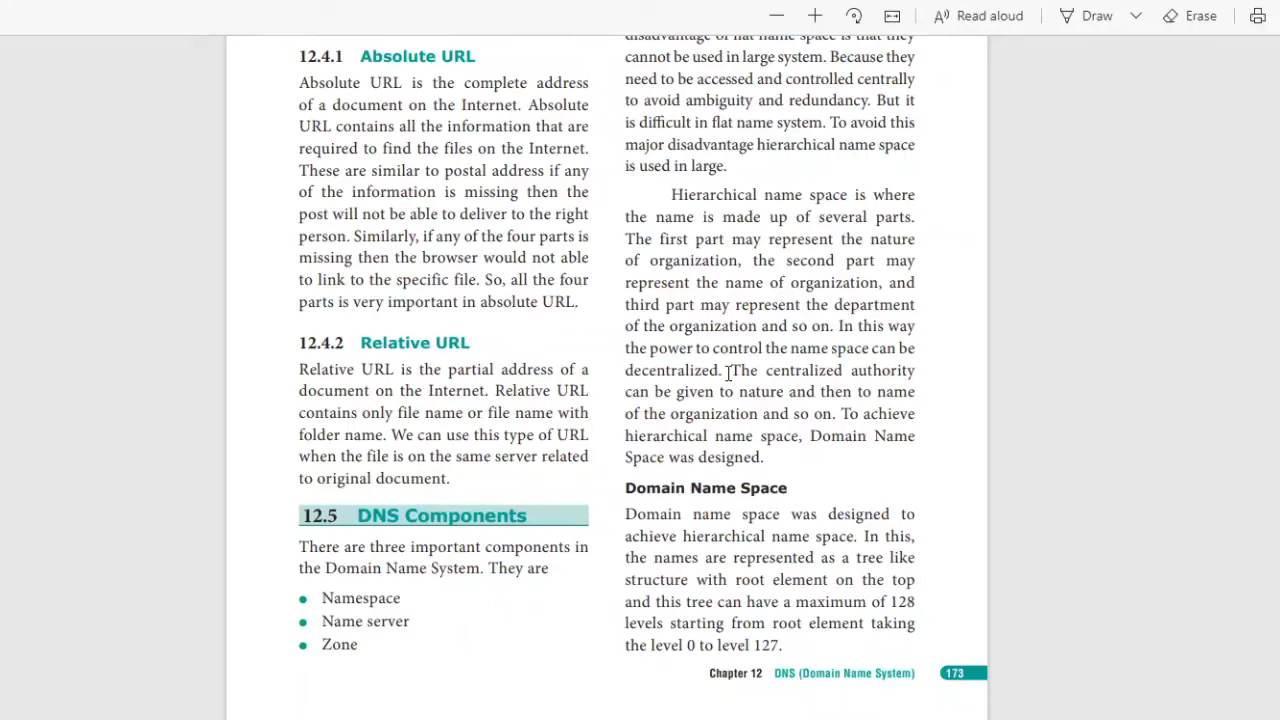 Read aloud
Draw
Erase
12.4.1 Absolute URL
Absolute URL is the complete address
of a document on the Internet. Absolute
URL contains all the information that are
required to find the files on the Internet.
These are similar to postal address if any
of the information is missing then the
post will not be able to deliver to the right
person. Similarly, if any of the four parts is
missing then the browser would not able
to link to the specific file. So, all the four
parts is very important in absolute URL.
12.4.2 Relative URL
Relative URL is the partial address of a
document on the Internet. Relative URL
contains only file name or file name with
folder name. We can use this type of URL
when the file is on the same server related
to original document.
12.5 DNS Components
There are three important components in
the Domain Name System. They are
Namespace
Name server
Zone
disadvantage of flat name space is that they
cannot be used in large system. Because they
need to be accessed and controlled centrally
to avoid ambiguity and redundancy. But it
is difficult in flat name system. To avoid this
major disadvantage hierarchical name space
is used in large.
Hierarchical name space is where
the name is made up of several parts.
The first part may represent the nature
of organization, the second part may
represent the name of organization, and
third part may represent the department
of the organization and so on. In this way
the power to control the name space can be
decentralized. The centralized authority
can be given to nature and then to name
of the organization and so on. To achieve
hierarchical name space, Domain Name
Space was designed.
Domain Name Space
Domain name space was designed to
achieve hierarchical name space. In this,
the names are represented as a tree like
structure with root element on the top
and this tree can have a maximum of 128
levels starting from root element taking
the level 0 to level 127.
Chapter 12 DNS (Domain Name System) 173